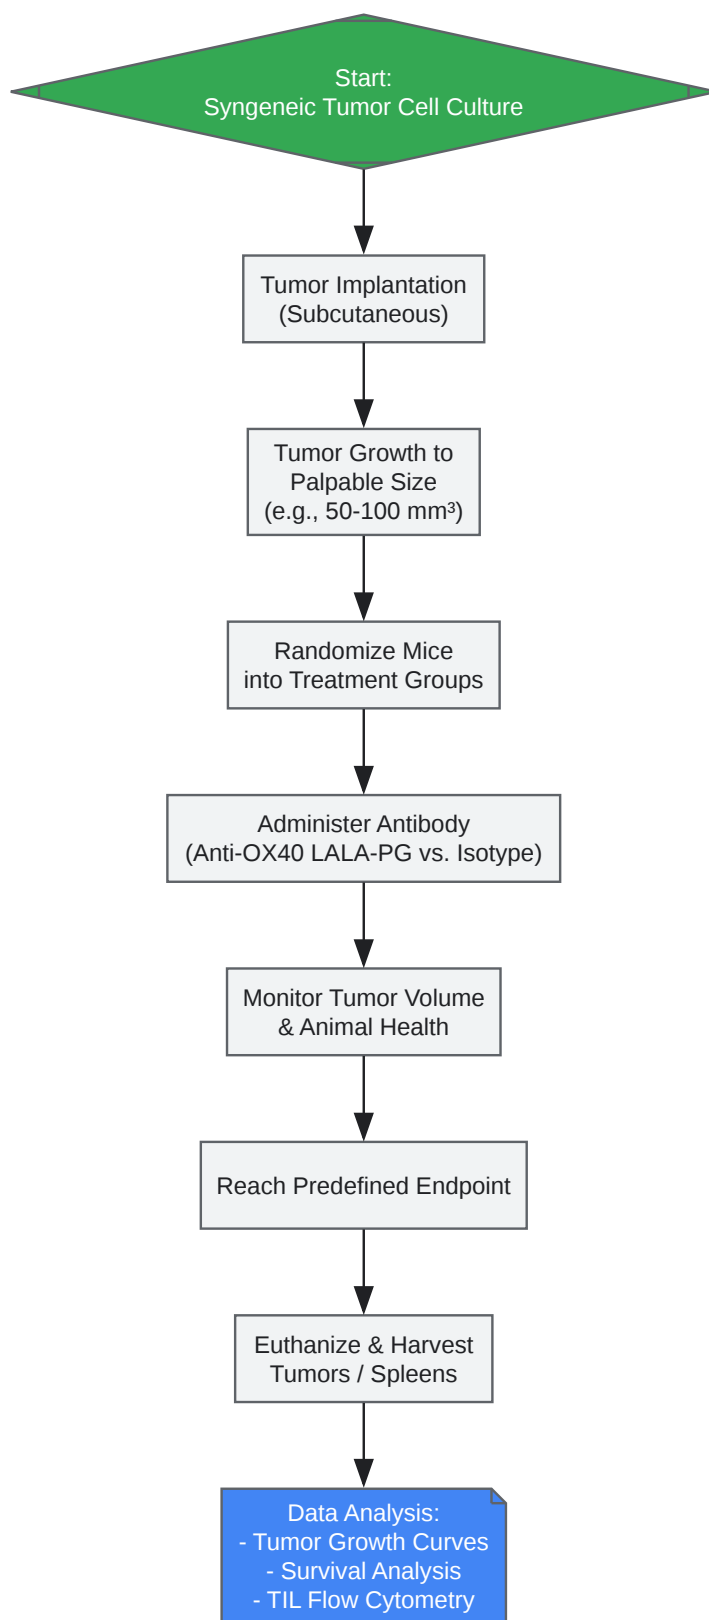 Start:
Syngeneic Tumor Cell Culture
Tumor Implantation
(Subcutaneous)
Tumor Growth to
Palpable Size
(e.g., 50-100 mm³)
Randomize Mice
into Treatment Groups
Administer Antibody
(Anti-OX40 LALA-PG vs. Isotype)
Monitor Tumor Volume
& Animal Health
Reach Predefined Endpoint
Euthanize & Harvest
Tumors / Spleens
Data Analysis:
- Tumor Growth Curves
- Survival Analysis
- TIL Flow Cytometry